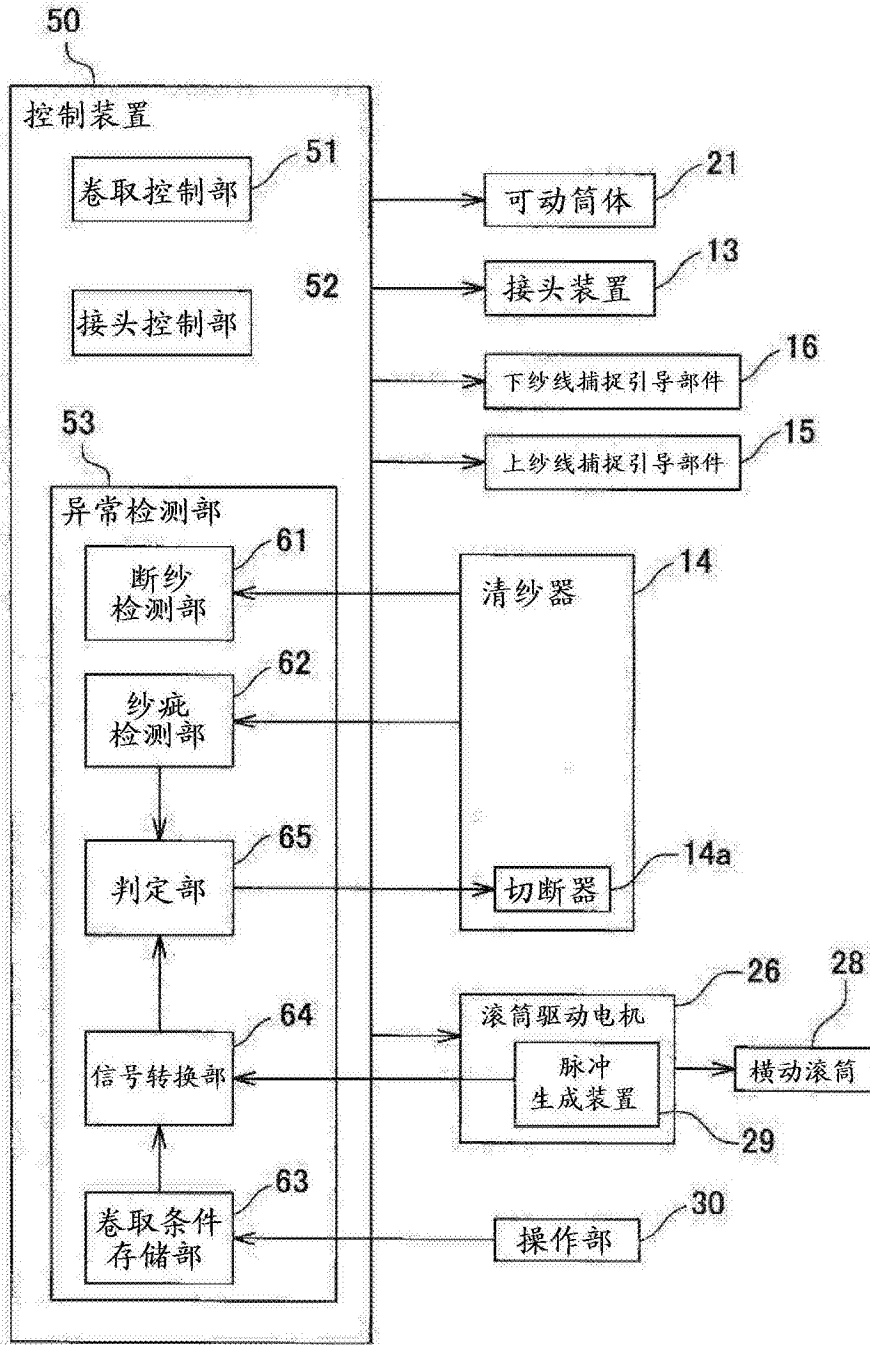 50
控制装置
51
卷取控制部
21
可动筒体
52
接头控制部
13
接头装置
16
下纱线捕捉引导部件
15
上纱线捕捉引导部件
53
异常检测部
61
断纱
检测部
14
清纱器
62
纱疵
检测部
65
判定部
14a
切断器
64
信号转换部
26
滚筒驱动电机
脉冲
生成装置
29
28
横动滚筒
63
卷取条件
存储部
30
操作部